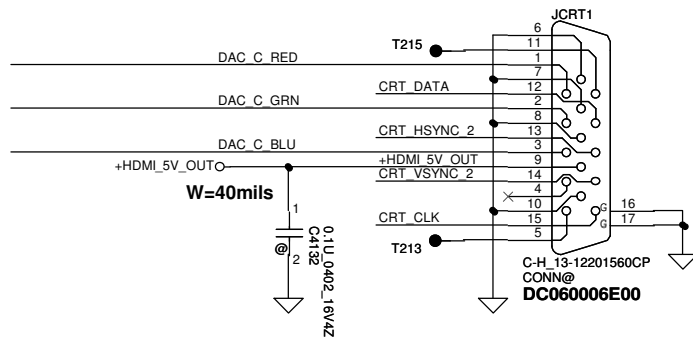 JCRT1
6
T215
11
DAC_C_RED
1
7
CRT_DATA
12
DAC_C_GRN
2
8
CRT_HSYNC_2
13
DAC_C_BLU
3
+HDMI_5V_OUT
+HDMI_5V_OUT
9
W=40mils
CRT_VSYNC_2
14
4
10
G
16
CRT_CLK
15
G
17
T213
5
1
@
2
C4132
0.1U_0402_16V4Z
C-H_13-12201560CP
CONN@
DC060006E00